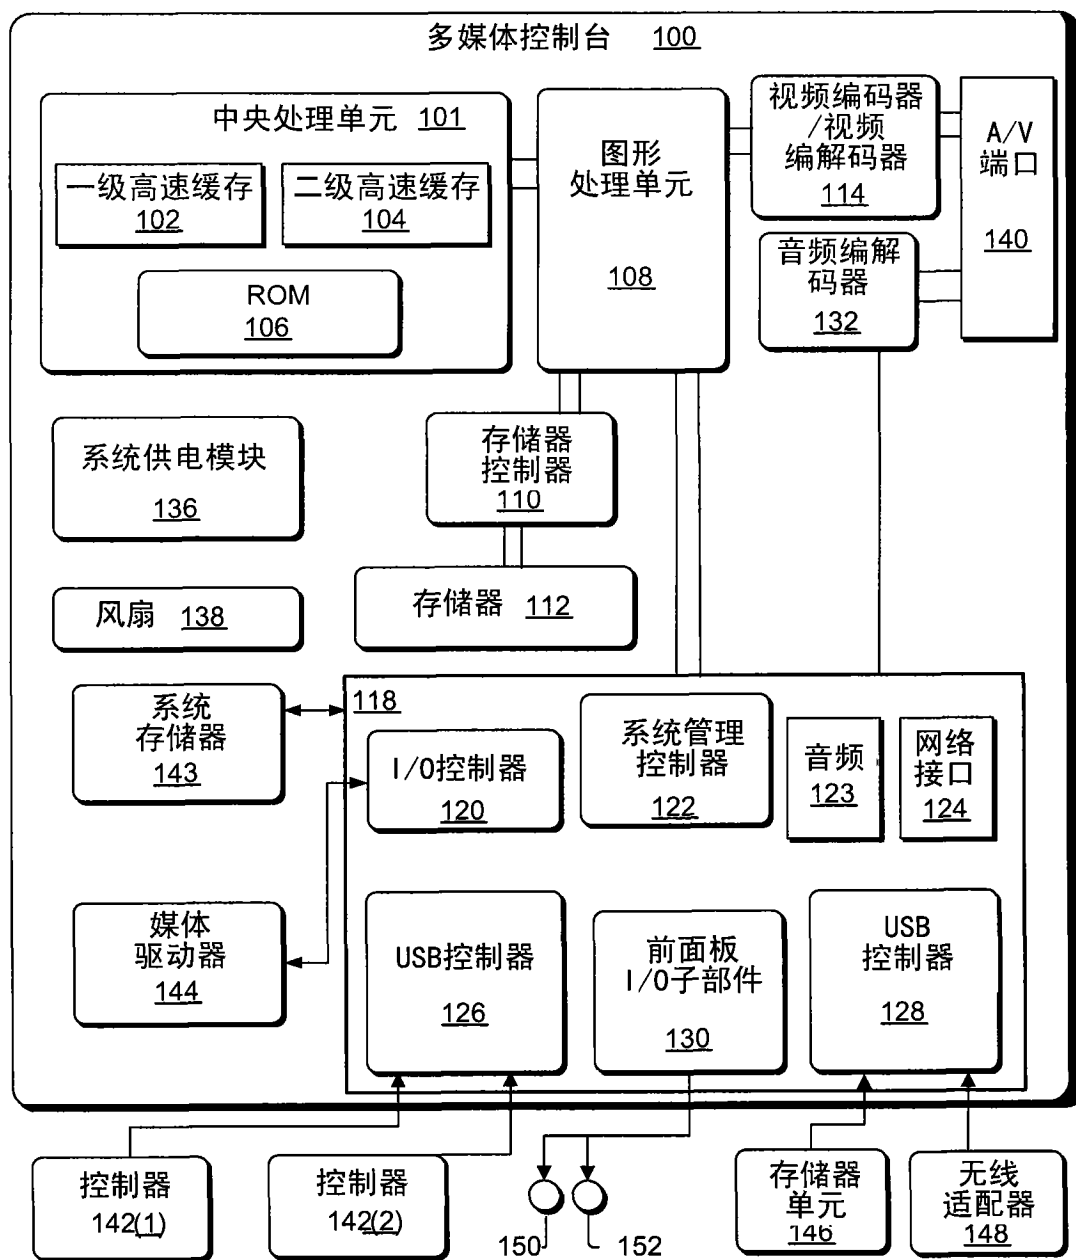 多媒体控制台 100
中央处理单元 101
一级高速缓存
102
二级高速缓存
104
ROM
106
图形
处理单元
108
视频编码器
/视频
编解码器
114
A/V
端口
140
音频编解
码器
132
系统供电模块
136
存储器
控制器
110
风扇 138
存储器 112
系统
存储器
143
118
I/O控制器
120
系统管理
控制器
122
音频
123
网络
接口
124
媒体
驱动器
144
USB控制器
126
前面板
I/O子部件
130
USB
控制器
128
控制器
142(1)
控制器
142(2)
150
152
存储器
单元
146
无线
适配器
148